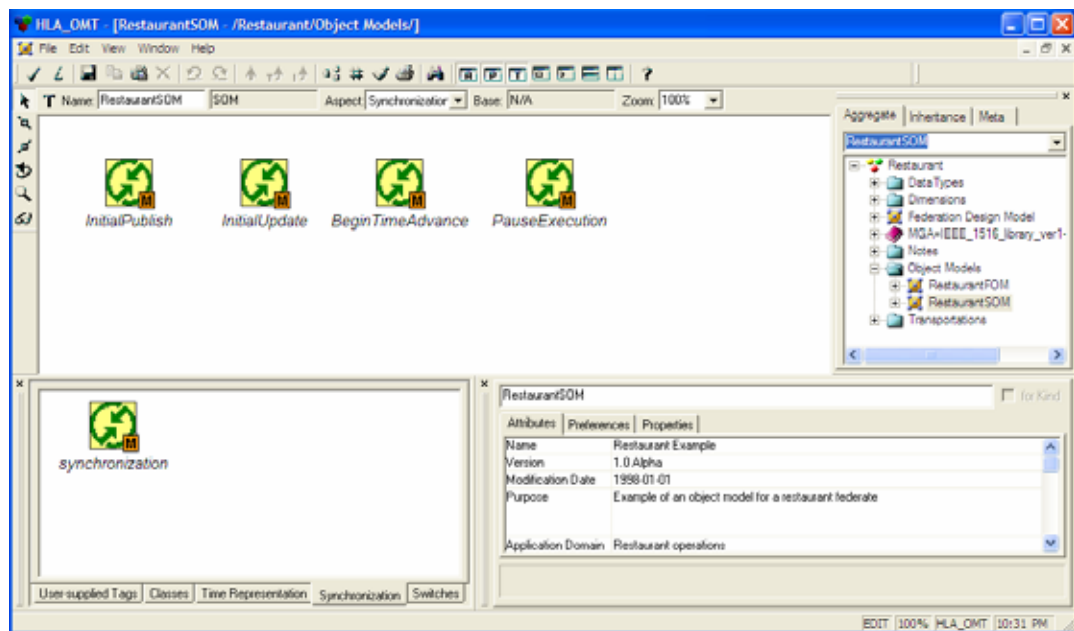 HLA_OMT - [RestaurantSOM - /Restaurant/Object Models/]
File Edit View Window Help
Name: RestaurantSOM SOM Aspect: Synchronization Base: N/A Zoom: 100%
InitialPublish InitialUpdate BeginTimeAdvance PauseExecution
Aggregate Inheritance Meta
RestaurantSOM
Restaurant
DataTypes
Dimensions
Federation Design Model
MGA=IEEE_1516_library_ver1-
Notes
Object Models
RestaurantFOM
RestaurantSOM
Transportations
synchronization
User-supplied Tags Classes Time Representation Synchronization Switches
RestaurantSOM for Kind
Attributes Preferences Properties
Name Restaurant Example
Version 1.0 Alpha
Modification Date 1998-01-01
Purpose Example of an object model for a restaurant federate
Application Domain Restaurant operations
EDIT 100% HLA_OMT 10:31 PM